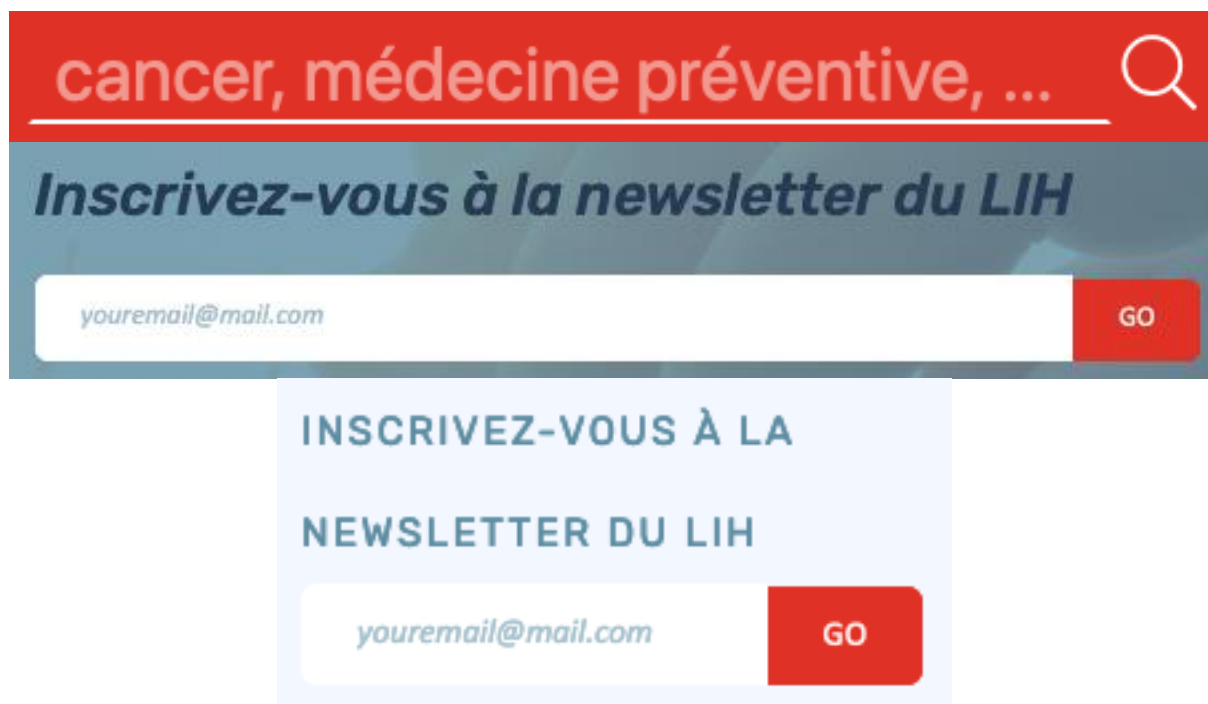 cancer, médecine préventive, ...
Inscrivez-vous à la newsletter du LIH
youremail@mail.com
GO
INSCRIVEZ-VOUS À LA
NEWSLETTER DU LIH
youremail@mail.com
GO